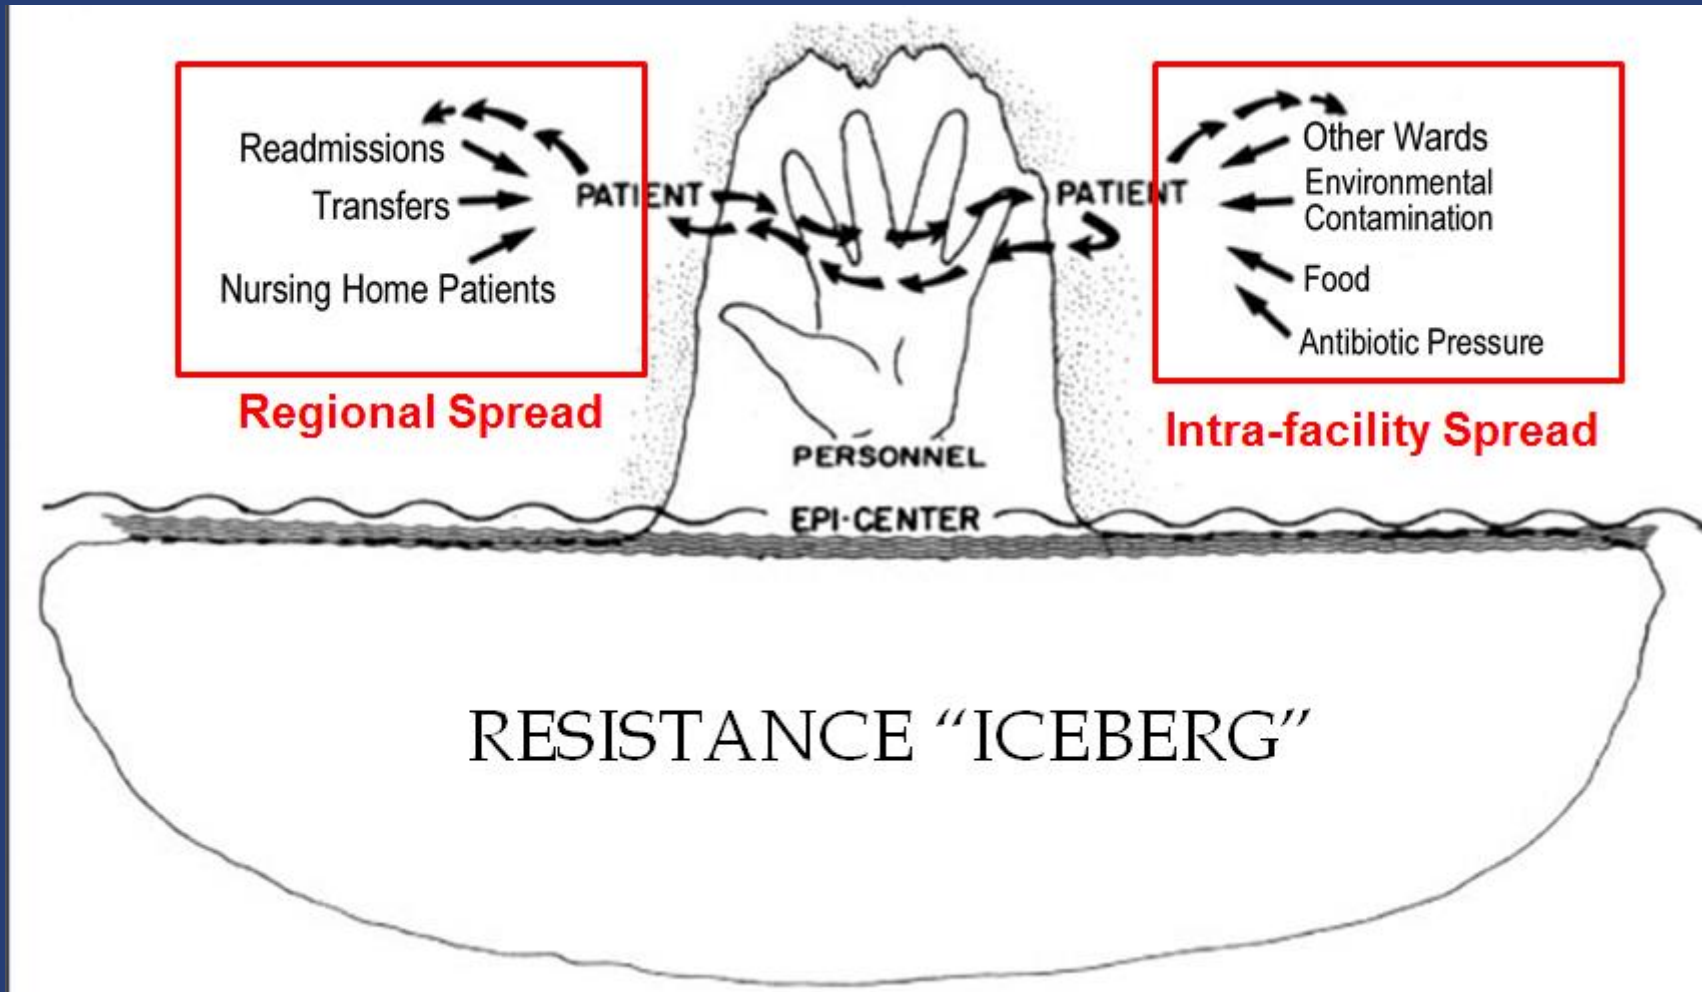 Readmissions
Transfers
Nursing Home Patients
Regional Spread
PATIENT
PATIENT
PERSONNEL
EPI-CENTER
Other Wards
Environmental
Contamination
Food
Antibiotic Pressure
Intra-facility Spread
RESISTANCE “ICEBERG”